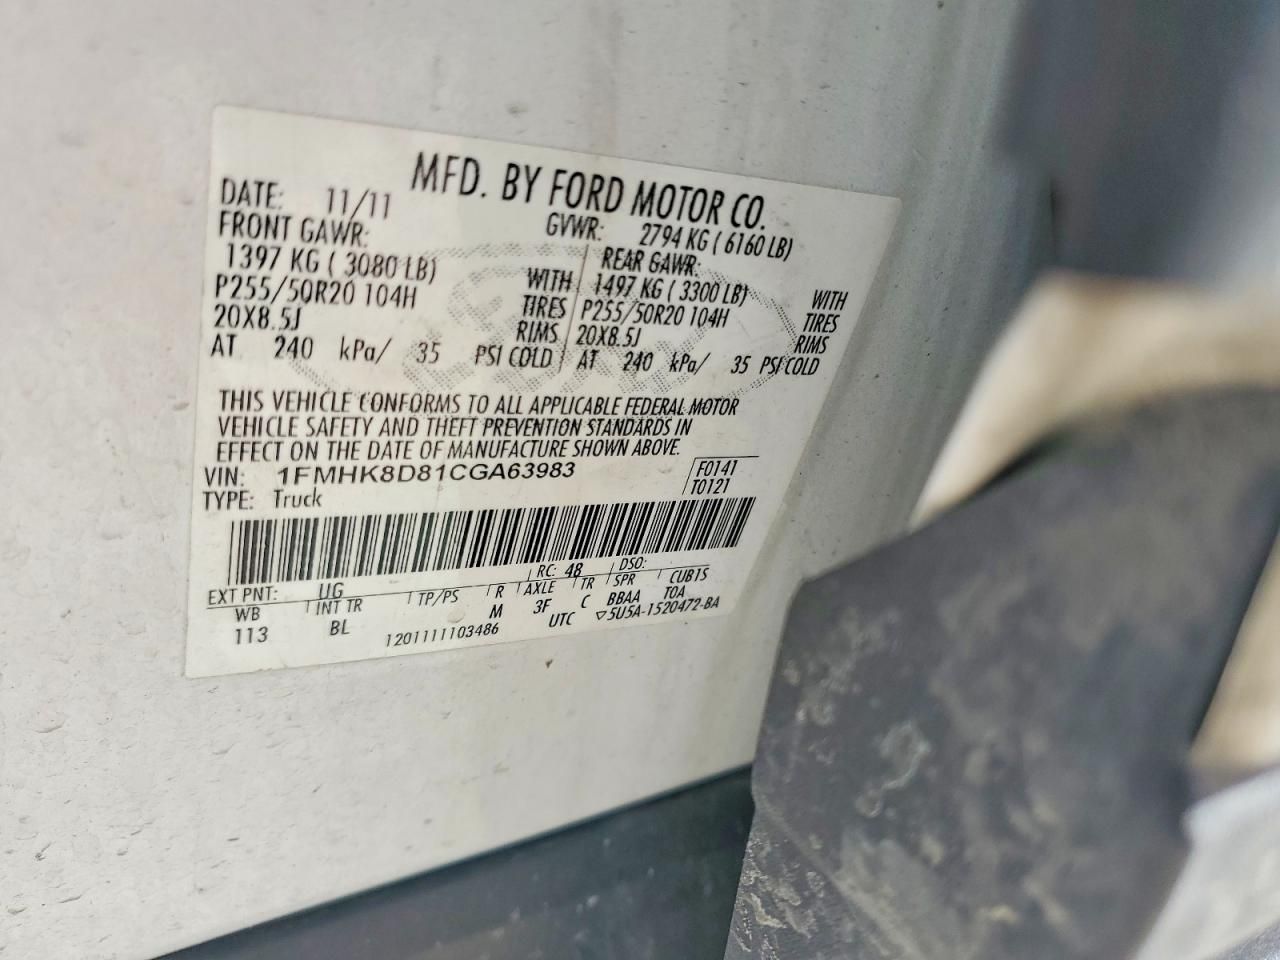 MFD. BY FORD MOTOR CO.
DATE: 11/11 GVWR: 2794 KG ( 6160 LB)
FRONT GAWR: REAR GAWR:
1397 KG ( 3080 LB) WITH 1497 KG ( 3300 LB) WITH
P255/50R20 104H TIRES P255/50R20 104H TIRES
20X8.5J RIMS 20X8.5J RIMS
AT 240 kPa/ 35 PSI COLD AT 240 kPa/ 35 PSI COLD
THIS VEHICLE CONFORMS TO ALL APPLICABLE FEDERAL MOTOR
VEHICLE SAFETY AND THEFT PREVENTION STANDARDS IN
EFFECT ON THE DATE OF MANUFACTURE SHOWN ABOVE.
VIN: 1FMHK8D81CGA63983 F0141
TYPE: Truck T0121
EXT PNT: UG RC: 48 DSO:
WB INT TR TP/PS R AXLE TR SPR CUB1S
113 BL M 3F C BBAA TOA
1201111103486 UTC ▽5U5A-1520472-BA